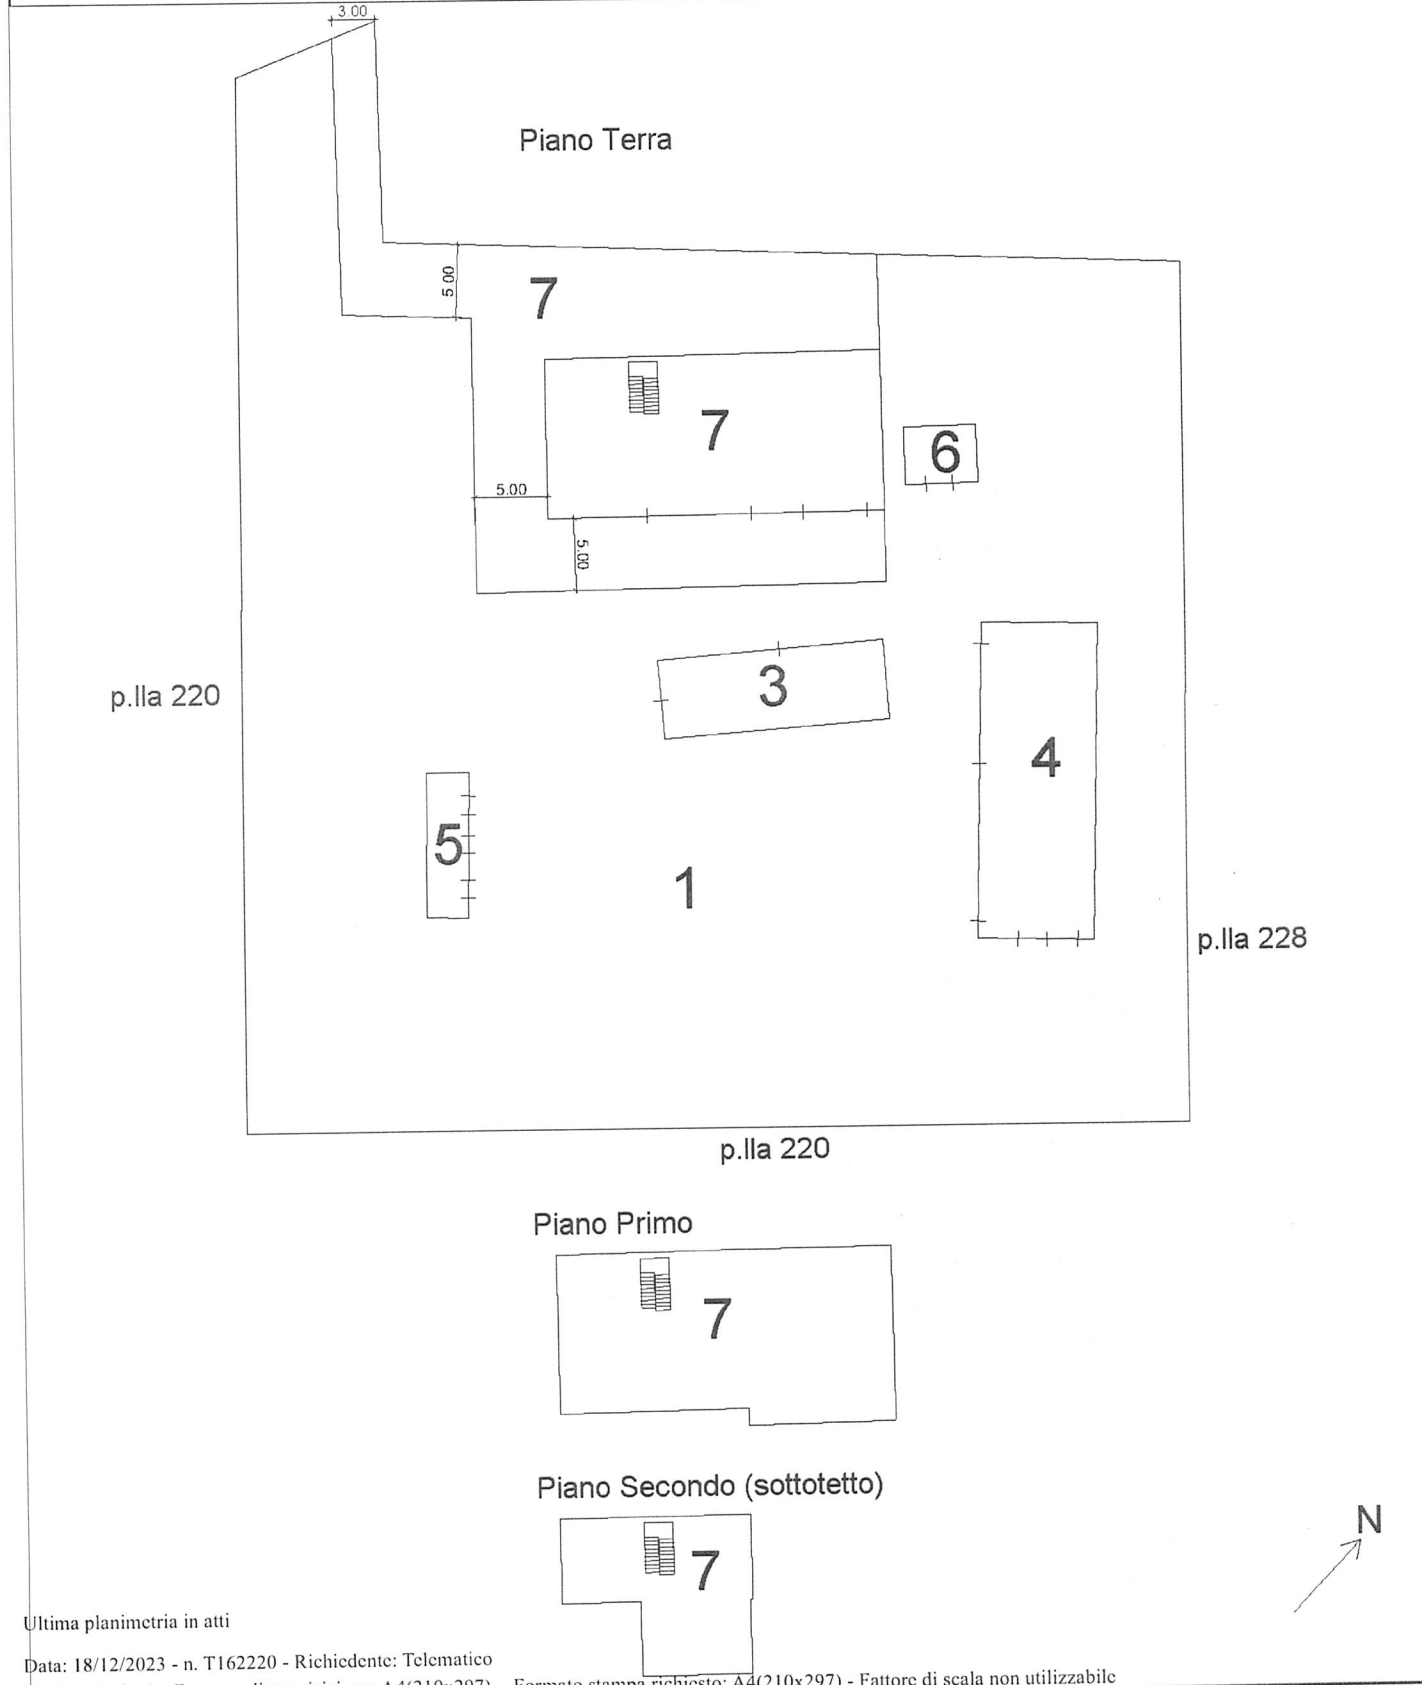 3.00
Piano Terra
5.00
7
7
6
5.00
5.00
3
p.lla 220
4
5
1
p.lla 228
p.lla 220
Piano Primo
7
Piano Secondo (sottotetto)
7
N
Ultima planimetria in atti
Data: 18/12/2023 - n. T162220 - Richiedente: Telematico
A4(210x297) - Formato stampa richiesto: A4(210x297) - Fattore di scala non utilizzabile